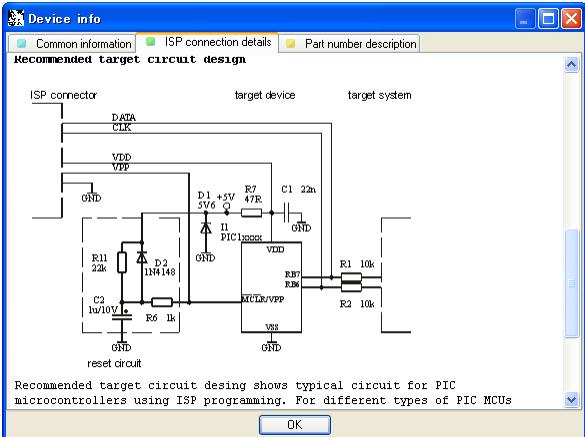 Device info
Common information
ISP connection details
Part number description
Recommended target circuit design
ISP connector
target device
target system
DATA
CLK
VDD
VPP
GND
D1
5V6
+5V
R7
47R
C1 22n
GND
I1
PIC1xxxx
GND
VDD
R11
22k
D2
1N4148
RB7
RB6
R1 10k
R2 10k
C2
1u/10V
R6 1k
MCLR/VPP
VSS
GND
GND
reset circuit
Recommended target circuit desing shows typical circuit for PIC
microcontrollers using ISP programming. For different types of PIC MCUs
OK